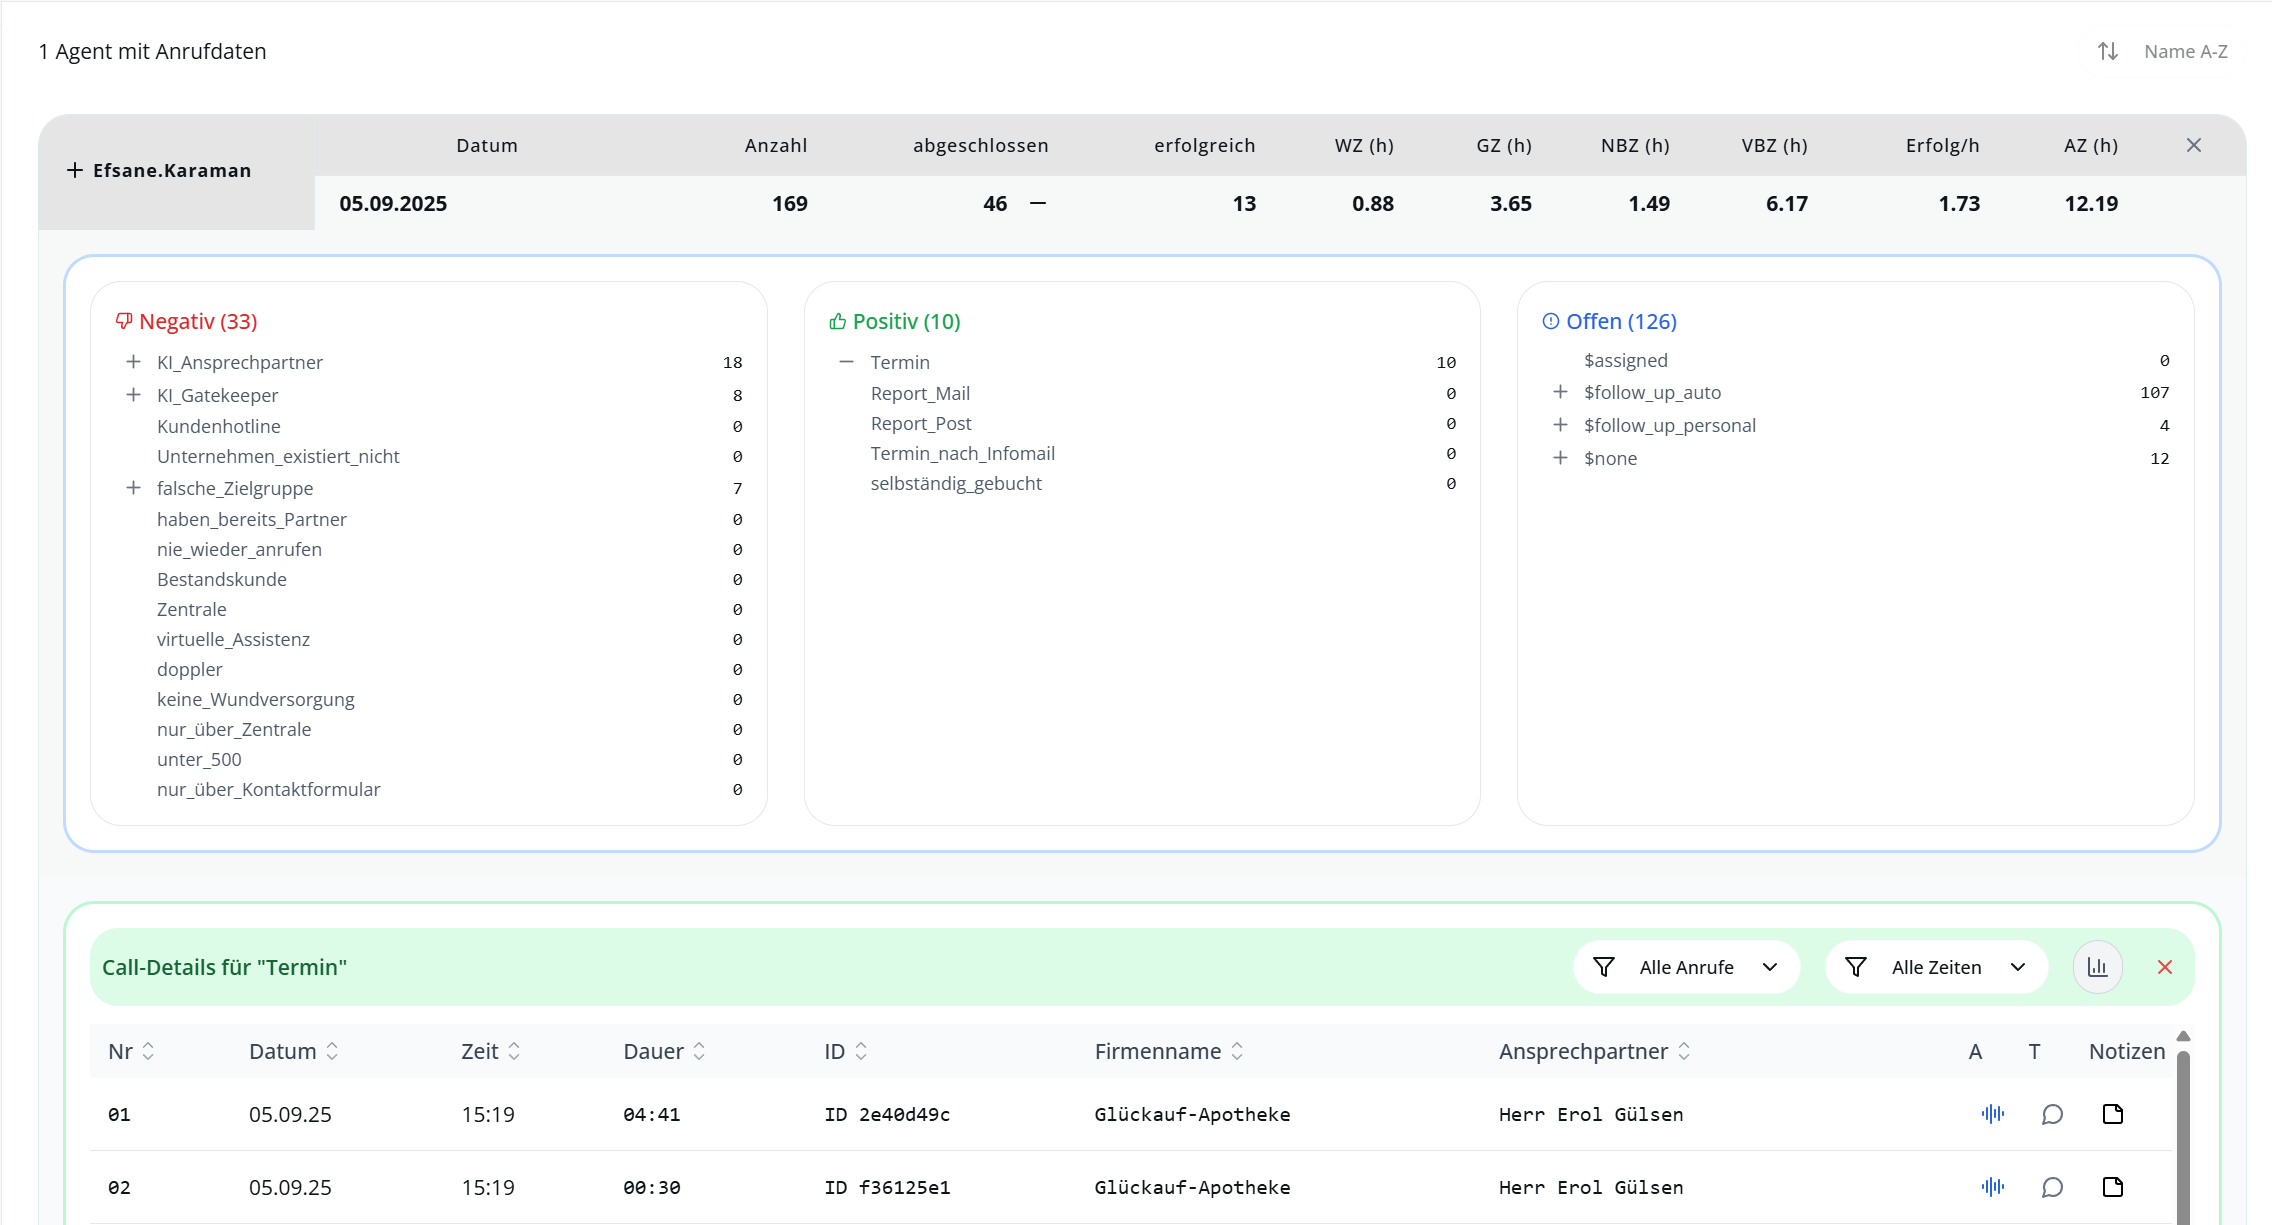 1 Agent mit Anrufdaten
Name A-Z
Efsane.Karaman
Datum Anzahl abgeschlossen erfolgreich WZ (h) GZ (h) NBZ (h) VBZ (h) Erfolg/h AZ (h)
05.09.2025 169 46 13 0.88 3.65 1.49 6.17 1.73 12.19
Negativ (33)
KI_Ansprechpartner 18
KI_Gatekeeper 8
Kundenhotline 0
Unternehmen_existiert_nicht 0
falsche_Zielgruppe 7
haben_bereits_Partner 0
nie_wieder_anrufen 0
Bestandskunde 0
Zentrale 0
virtuelle_Assistenz 0
doppler 0
keine_Wundversorgung 0
nur_über_Zentrale 0
unter_500 0
nur_über_Kontaktformular 0
Positiv (10)
Termin 10
Report_Mail 0
Report_Post 0
Termin_nach_Infomail 0
selbständig_gebucht 0
Offen (126)
$assigned 0
$follow_up_auto 107
$follow_up_personal 4
$none 12
Call-Details für "Termin"
Alle Anrufe
Alle Zeiten
Nr Datum Zeit Dauer ID Firmenname Ansprechpartner A T Notizen
01 05.09.25 15:19 04:41 ID 2e40d49c Glückauf-Apotheke Herr Erol Gülsen
02 05.09.25 15:19 00:30 ID f36125e1 Glückauf-Apotheke Herr Erol Gülsen